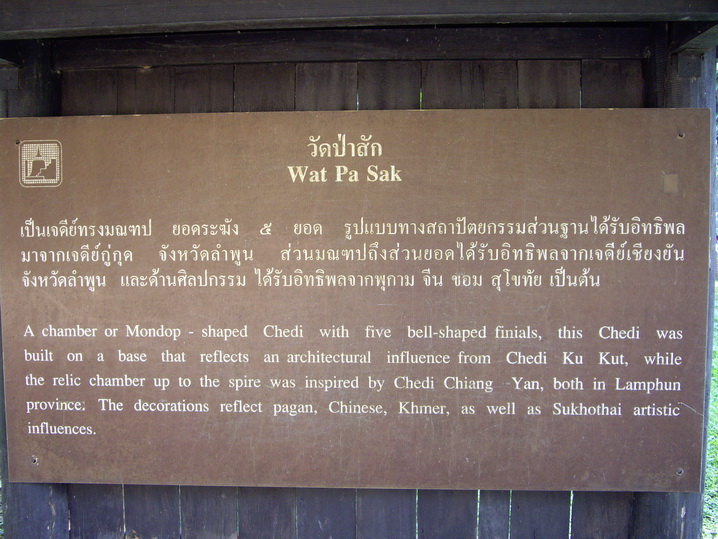 วัดป่าสัก
Wat Pa Sak
เป็นเจดีย์ทรงมณฑป ยอดระฆัง ๕ ยอด รูปแบบทางสถาปัตยกรรมส่วนฐานได้รับอิทธิพล
มาจากเจดีย์กู่กุด จังหวัดลำพูน ส่วนมณฑปถึงส่วนยอดได้รับอิทธิพลจากเจดีย์เชียงยัน
จังหวัดลำพูน และด้านศิลปกรรม ได้รับอิทธิพลจากพุกาม จีน ขอม สุโขทัย เป็นต้น
A chamber or Mondop - shaped Chedi with five bell-shaped finials, this Chedi was
built on a base that reflects an architectural influence from Chedi Ku Kut, while
the relic chamber up to the spire was inspired by Chedi Chiang -Yan, both in Lamphun
province. The decorations reflect pagan, Chinese, Khmer, as well as Sukhothai artistic
influences.